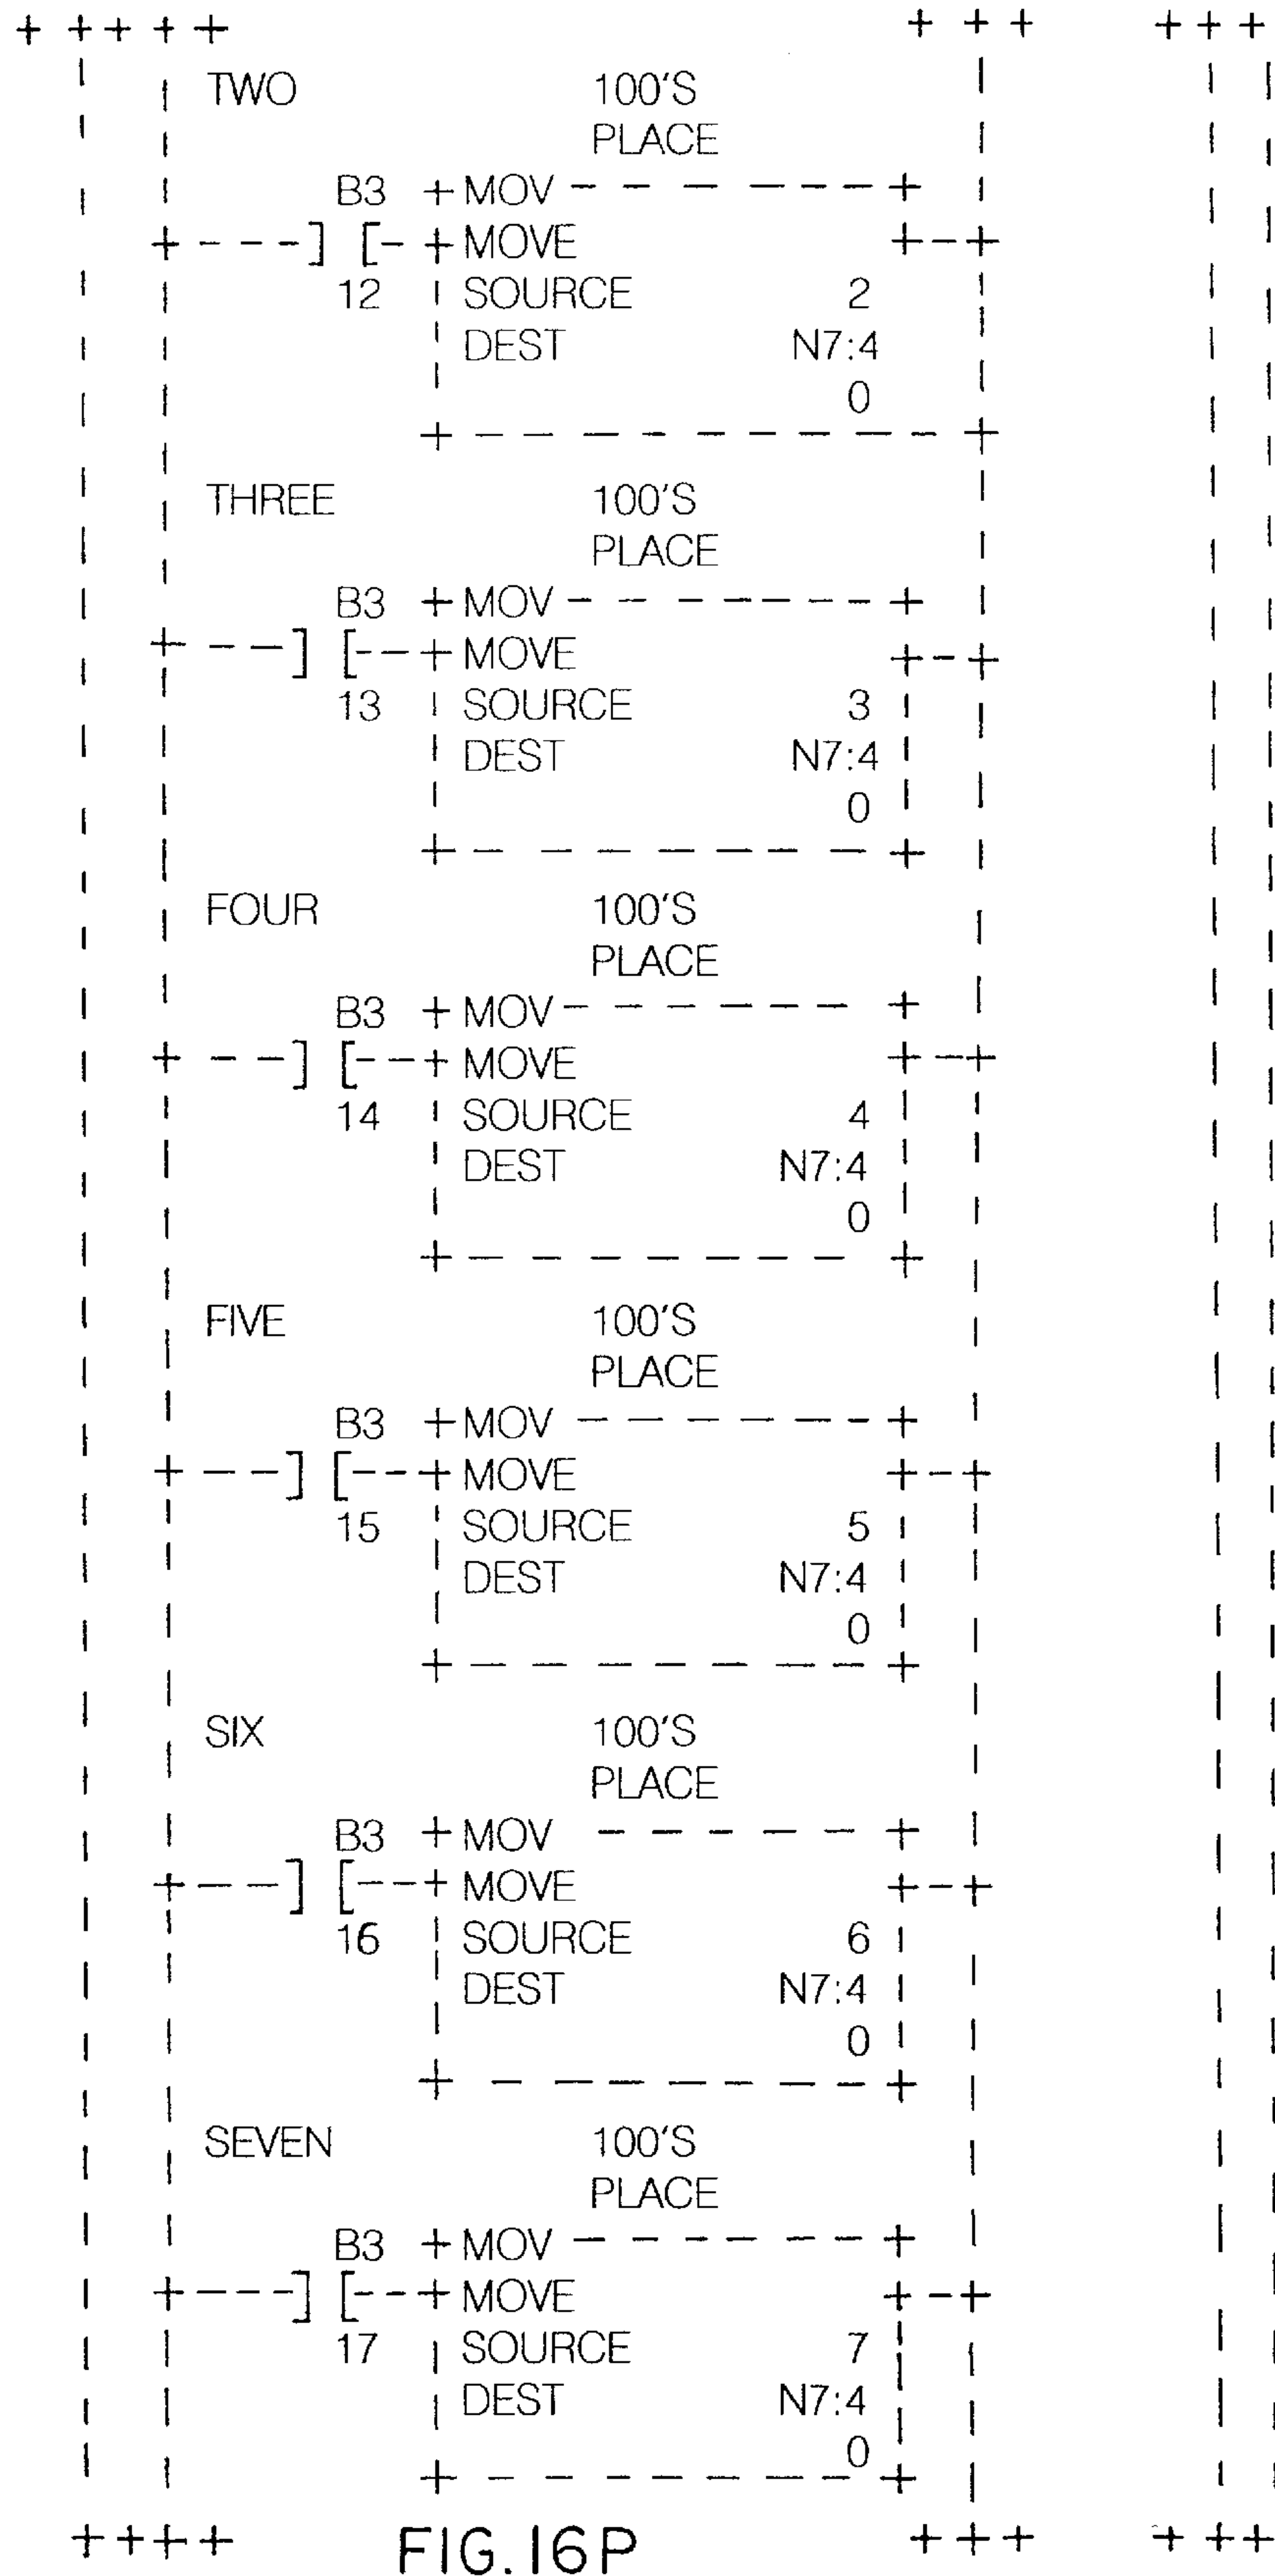 TWO 100'S
PLACE
B3 MOV
MOVE
12 SOURCE 2
DEST N7:4
0
THREE 100'S
PLACE
B3 MOV
MOVE
13 SOURCE 3
DEST N7:4
0
FOUR 100'S
PLACE
B3 MOV
MOVE
14 SOURCE 4
DEST N7:4
0
FIVE 100'S
PLACE
B3 MOV
MOVE
15 SOURCE 5
DEST N7:4
0
SIX 100'S
PLACE
B3 MOV
MOVE
16 SOURCE 6
DEST N7:4
0
SEVEN 100'S
PLACE
B3 MOV
MOVE
17 SOURCE 7
DEST N7:4
0
FIG. 16P